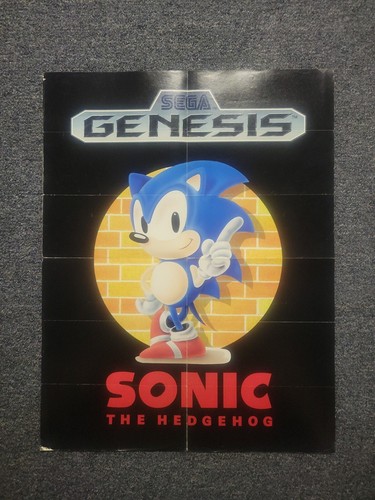 SEGA
GENESIS
SONIC
THE HEDGEHOG